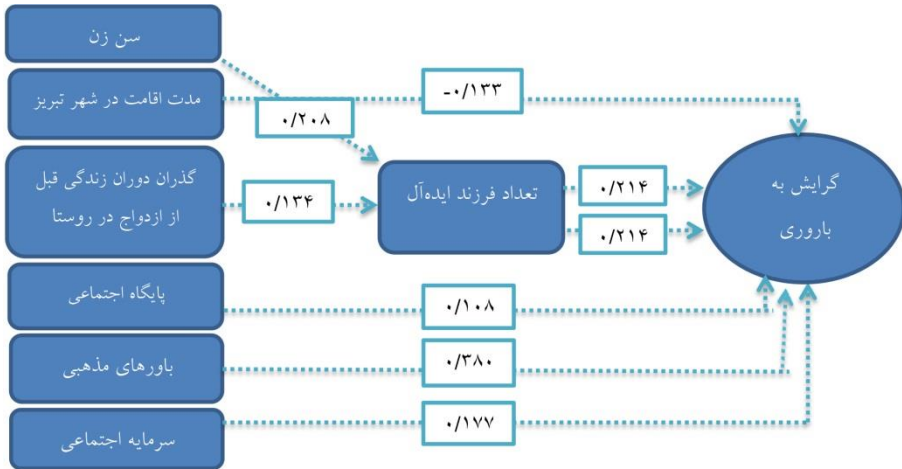 سن زن
مدت اقامت در شهر تبریز
-۰/۱۳۳
۰/۲۰۸
گذران دوران زندگی قبل
از ازدواج در روستا
۰/۱۳۴
تعداد فرزند ایده‌آل
۰/۲۱۴
۰/۲۱۴
گرایش به
باروری
پایگاه اجتماعی
۰/۱۰۸
باورهای مذهبی
۰/۳۸۰
سرمایه اجتماعی
۰/۱۷۷